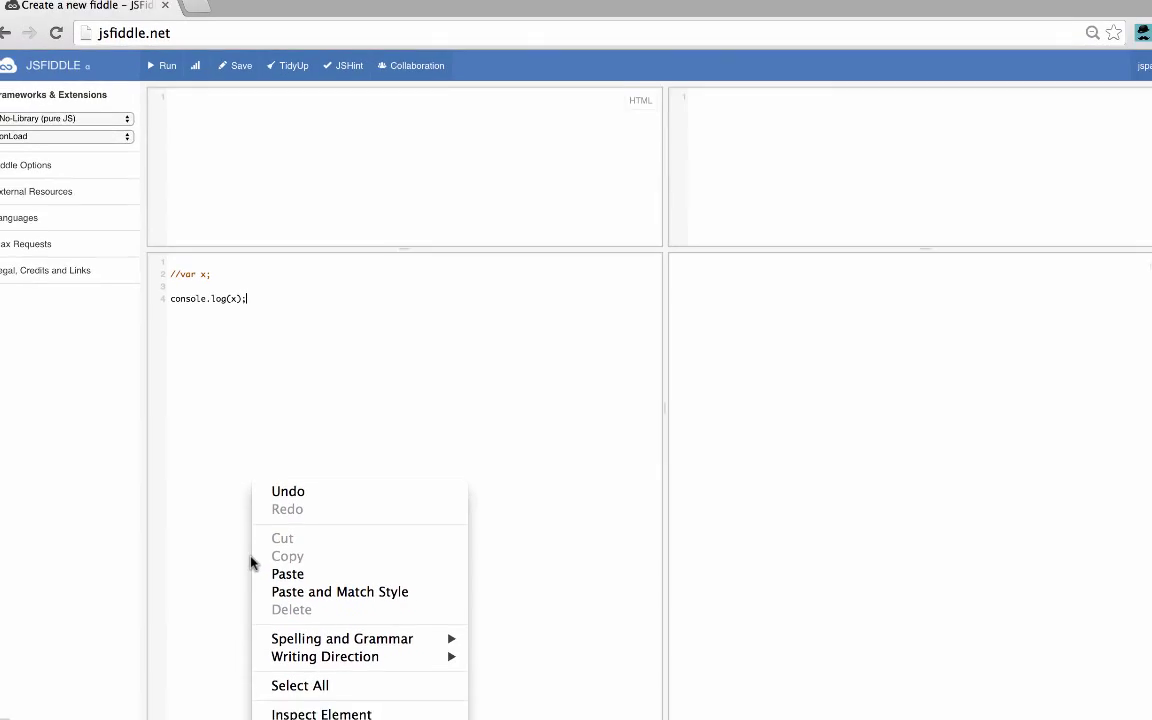 Create a new fiddle – JSFid
jsfiddle.net
JSFIDDLE α
Run
Save
TidyUp
JSHint
Collaboration
jspa
rameworks & Extensions
No-Library (pure JS)
onLoad
iddle Options
xternal Resources
anguages
jax Requests
egal, Credits and Links
1
HTML
1
1
2 //var x;
3
4 console.log(x);
Undo
Redo
Cut
Copy
Paste
Paste and Match Style
Delete
Spelling and Grammar
Writing Direction
Select All
Inspect Element